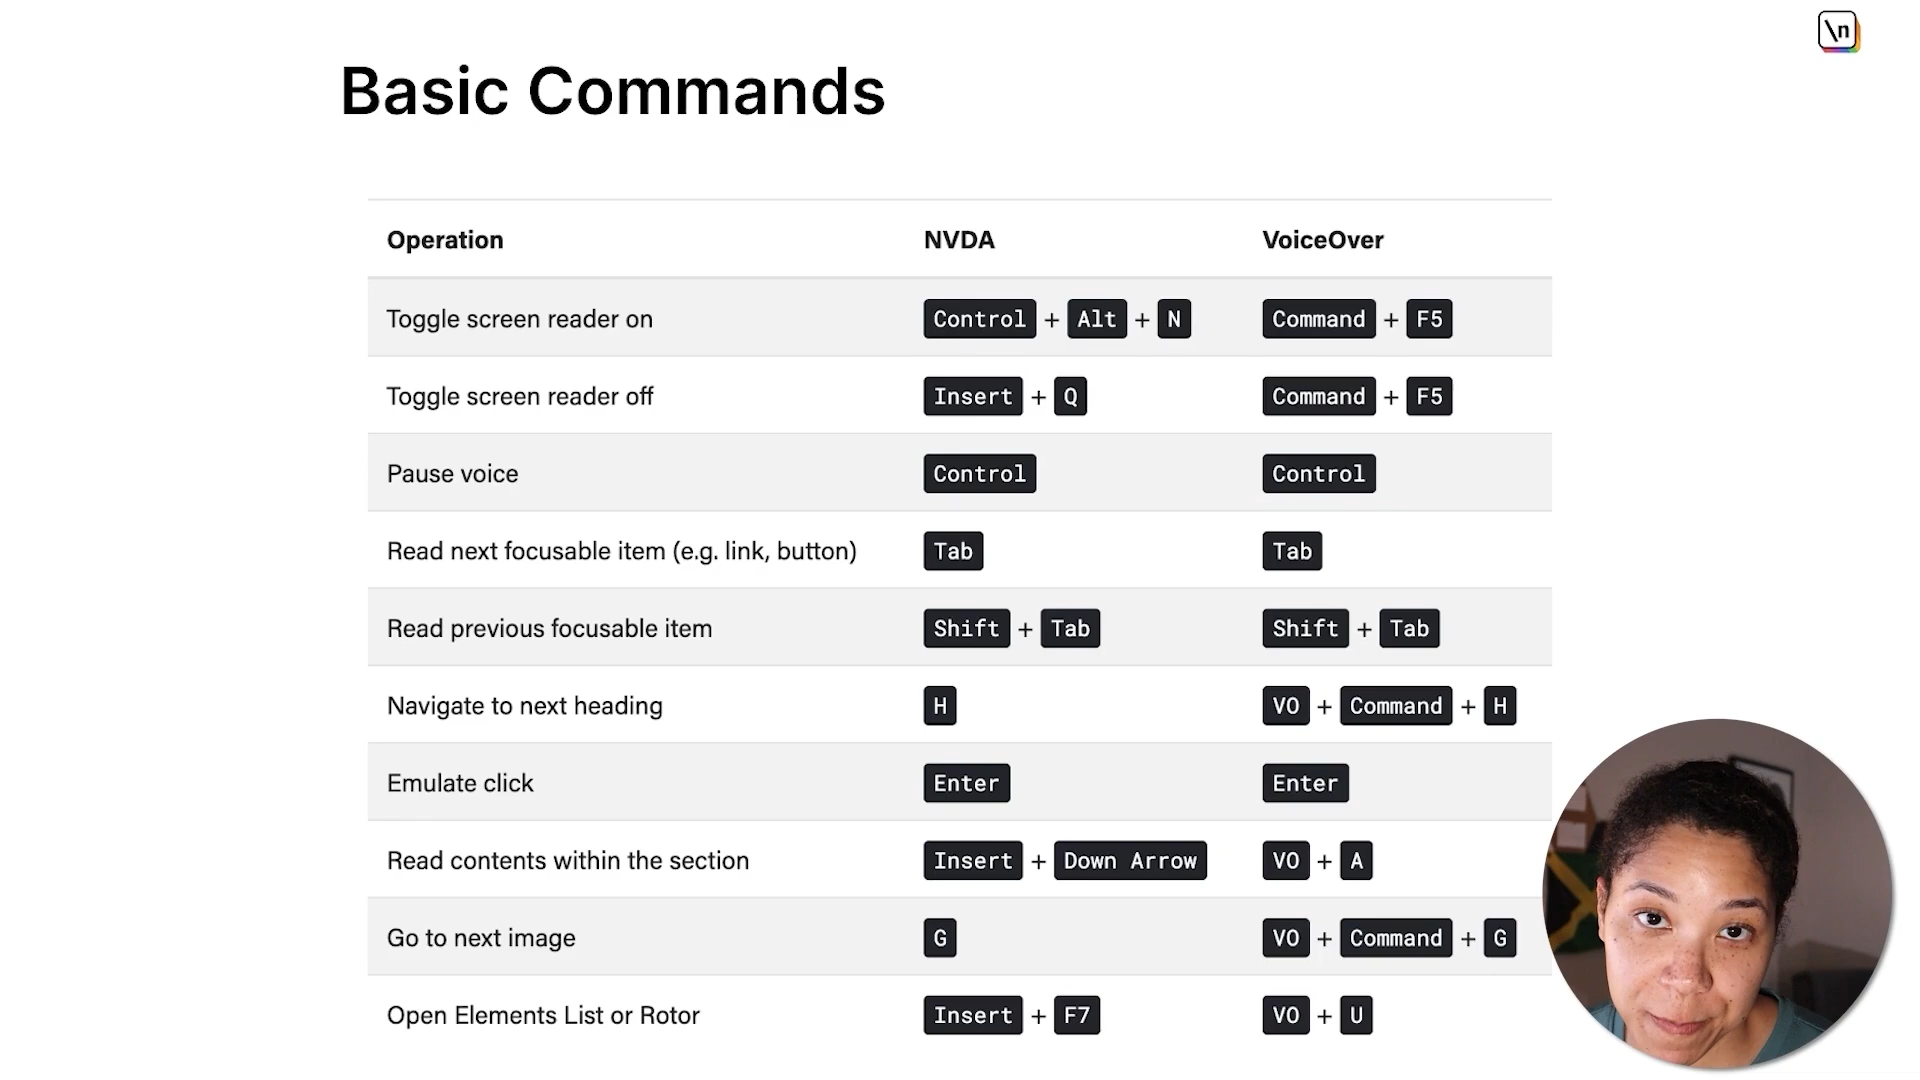 \n
Basic Commands
Operation NVDA VoiceOver
Toggle screen reader on Control + Alt + N Command + F5
Toggle screen reader off Insert + Q Command + F5
Pause voice Control Control
Read next focusable item (e.g. link, button) Tab Tab
Read previous focusable item Shift + Tab Shift + Tab
Navigate to next heading H VO + Command + H
Emulate click Enter Enter
Read contents within the section Insert + Down Arrow VO + A
Go to next image G VO + Command + G
Open Elements List or Rotor Insert + F7 VO + U